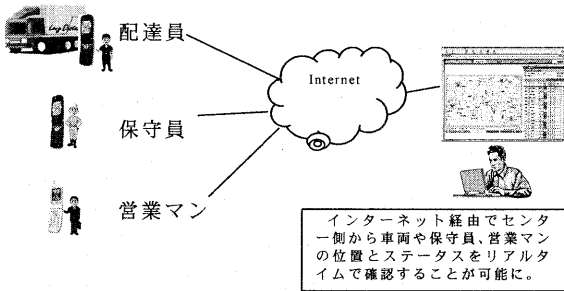 配達員
Internet
保守員
営業マン
インターネット経由でセンタ
ー側から車両や保守員、営業マン
の位置とステータスをリアルタ
イムで確認することが可能に。